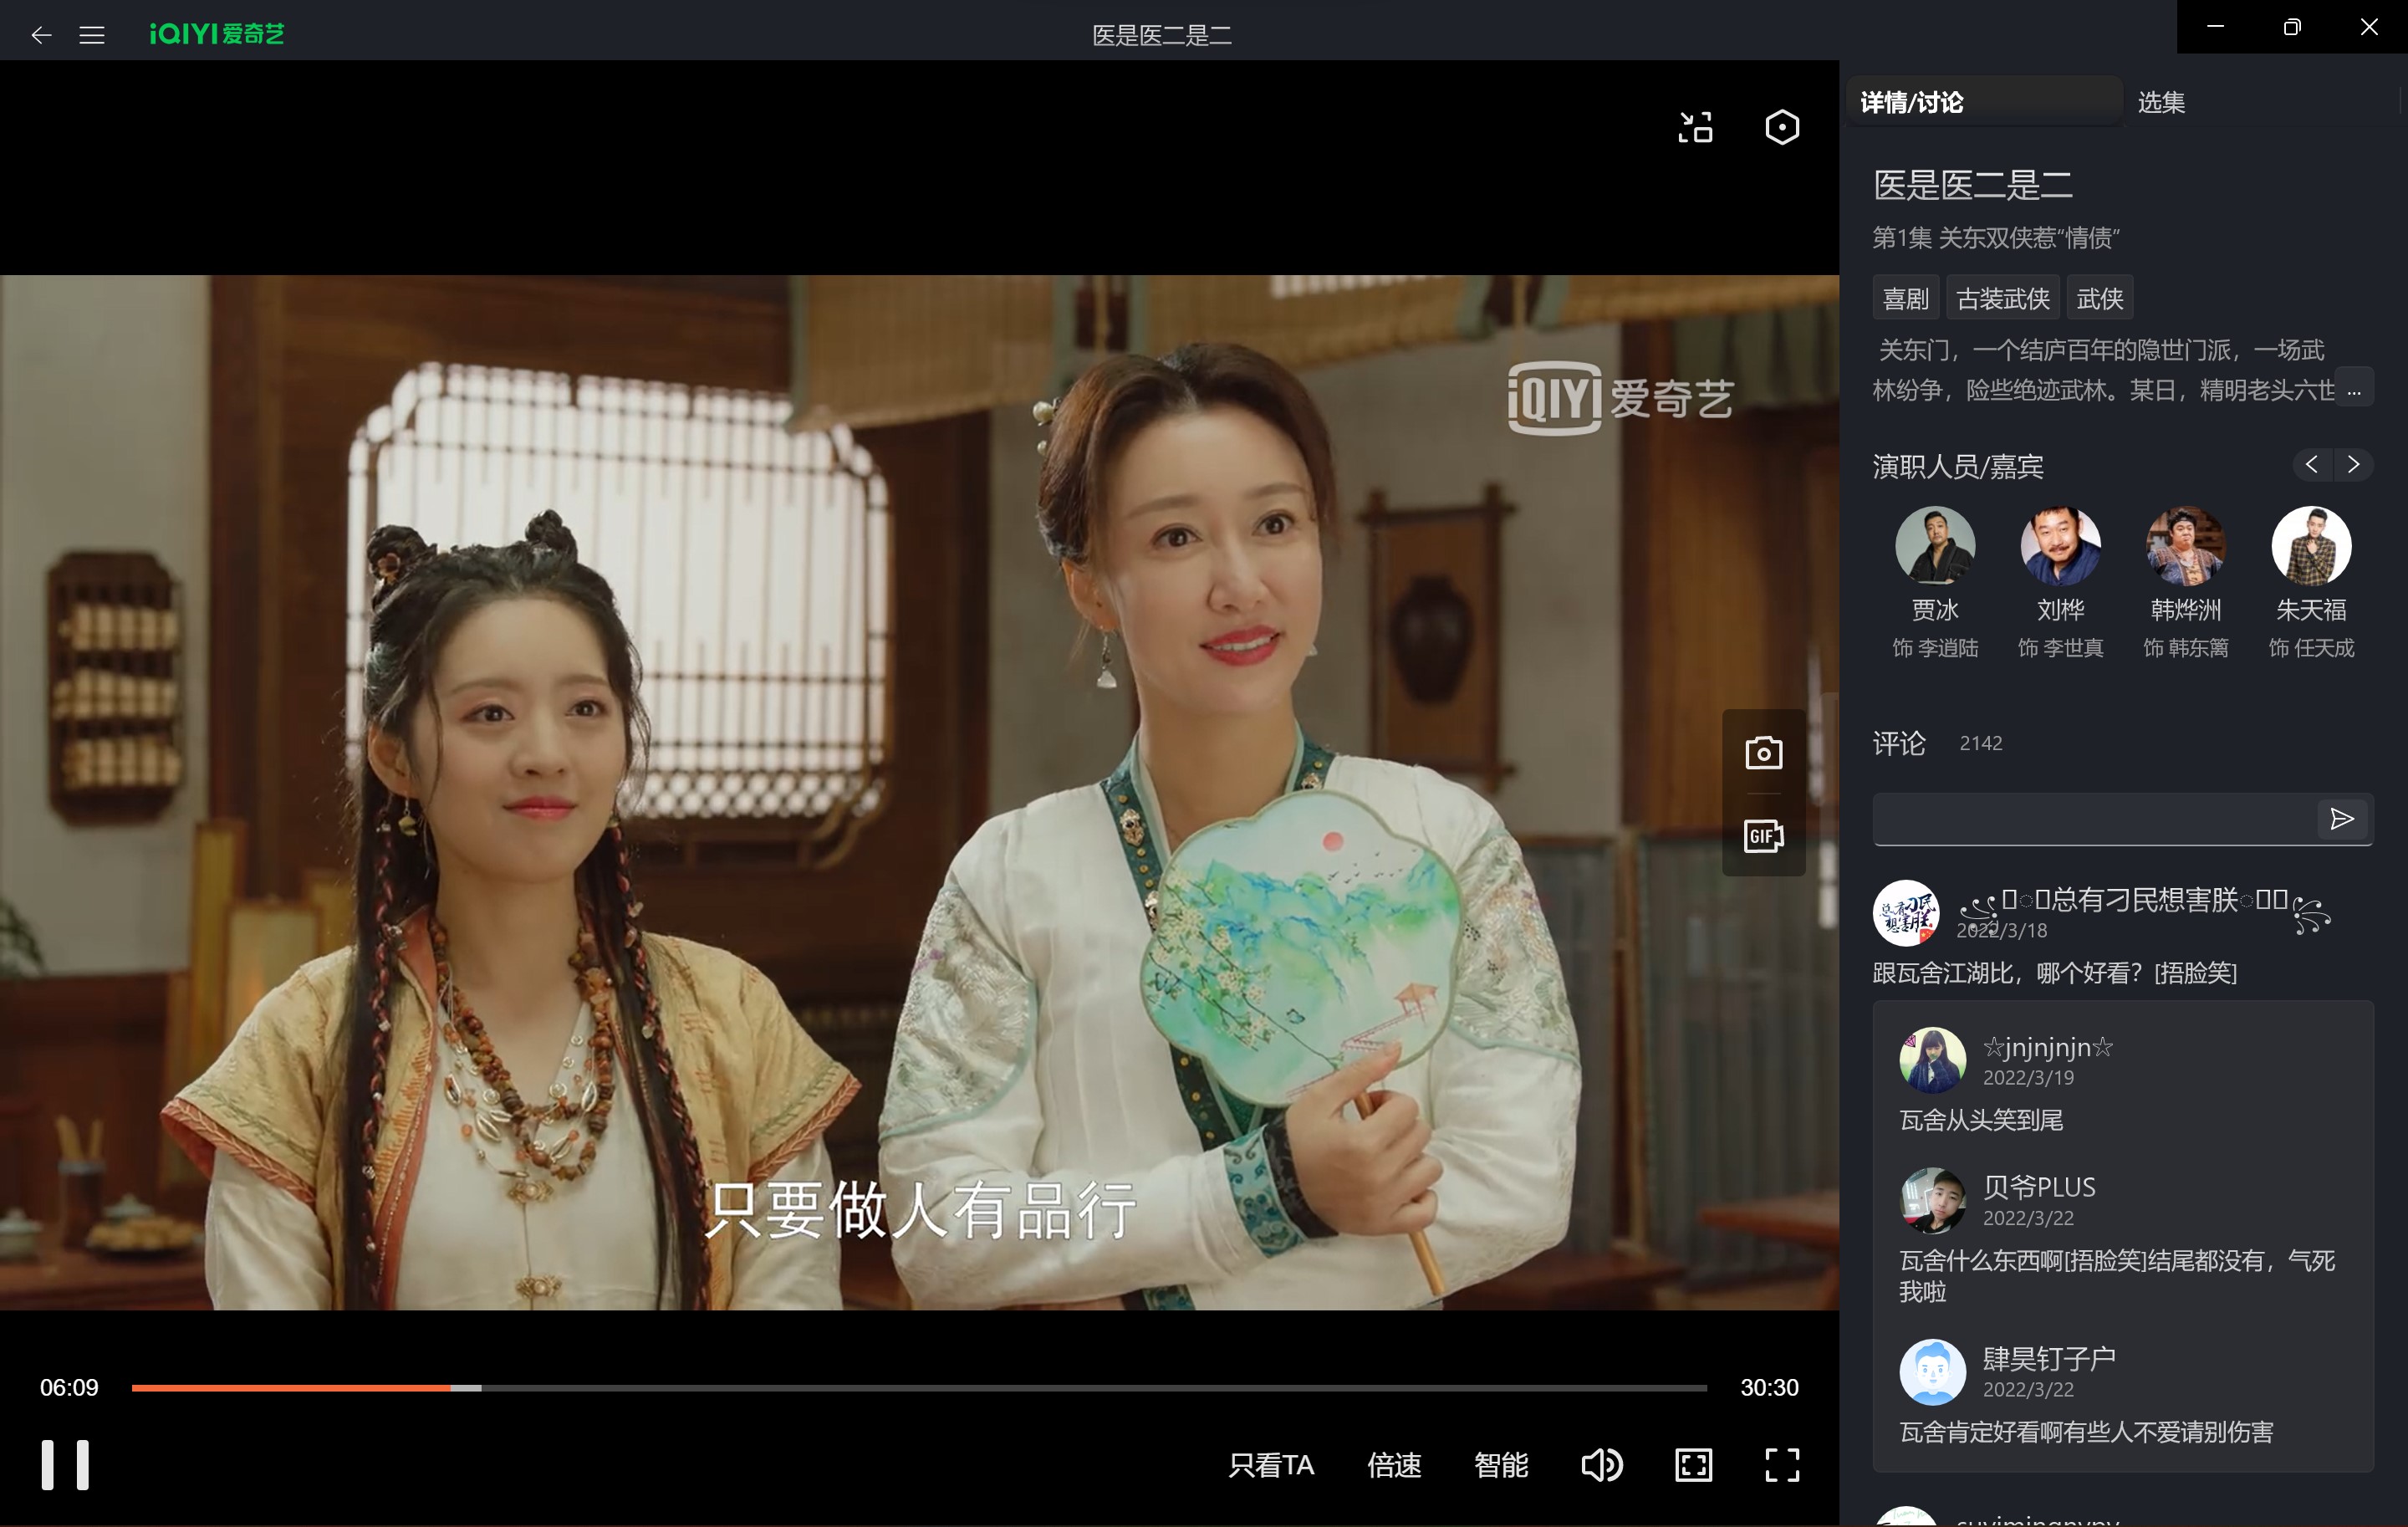 iQIYI 爱奇艺
医是医二是二
详情/讨论
选集
医是医二是二
第1集 关东双侠惹“情债”
喜剧
古装武侠
武侠
关东门，一个结庐百年的隐世门派，一场武
林纷争，险些绝迹武林。某日，精明老头六世
...
iQIYI 爱奇艺
演职人员/嘉宾
贾冰
刘桦
韩烨洲
朱天福
饰 李逍陆
饰 李世真
饰 韩东篱
饰 任天成
评论 2142
GIF
总有刁民想害朕
2022/3/18
跟瓦舍江湖比，哪个好看？[捂脸笑]
☆jnjnjnjn☆
2022/3/19
瓦舍从头笑到尾
贝爷PLUS
2022/3/22
瓦舍什么东西啊[捂脸笑]结尾都没有，气死
我啦
肆昊钉子户
2022/3/22
瓦舍肯定好看啊有些人不爱请别伤害
只要做人有品行
06:09
30:30
只看TA
倍速
智能